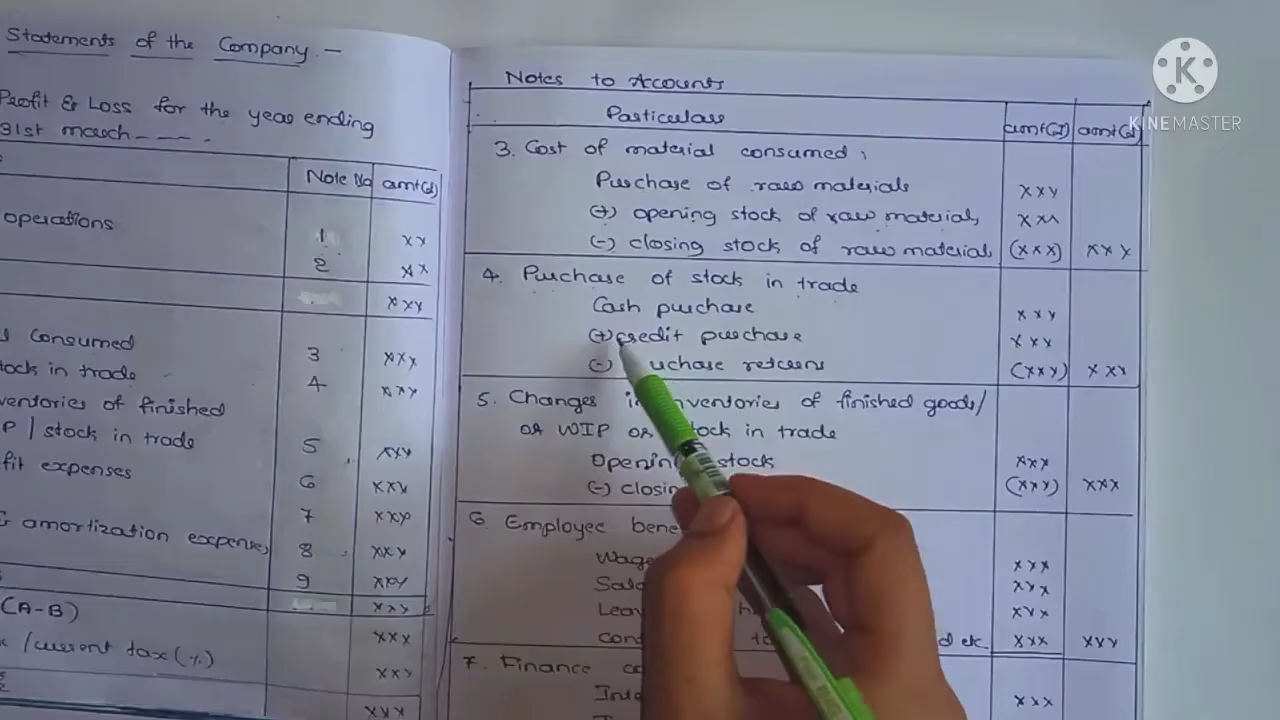 Statements of the Company :-
Profit & Loss for the year ending
31st march - - - .
Note No amt(₹)
operations
1 xx
2 xx
xxx
Consumed 3 xxx
stock in trade 4 xxx
inventories of finished
WIP | stock in trade 5 xxx
benefit expenses 6 xxx
7 xxx
& amortization expenses 8 xxx
9 xxx
(A-B) xxx
/current tax (%) xxx
xxx
xxx
Notes to Accounts
Particulars amt(₹) amt(₹)
3. Cost of material consumed :
Purchase of raw materials xxx
(+) opening stock of raw materials xxx
(-) closing stock of raw material (xxx) xxx
4. Purchase of stock in trade
Cash purchase xxx
(+) credit purchase xxx
(-) purchase returns (xxx) xxx
5. Changes in inventories of finished goods/
or WIP or stock in trade
Opening stock xxx
(-) closing (xxx) xxx
6. Employee
xxx
xxx
xxx
etc xxx xxx
7. Finance
xxx
KINEMASTER